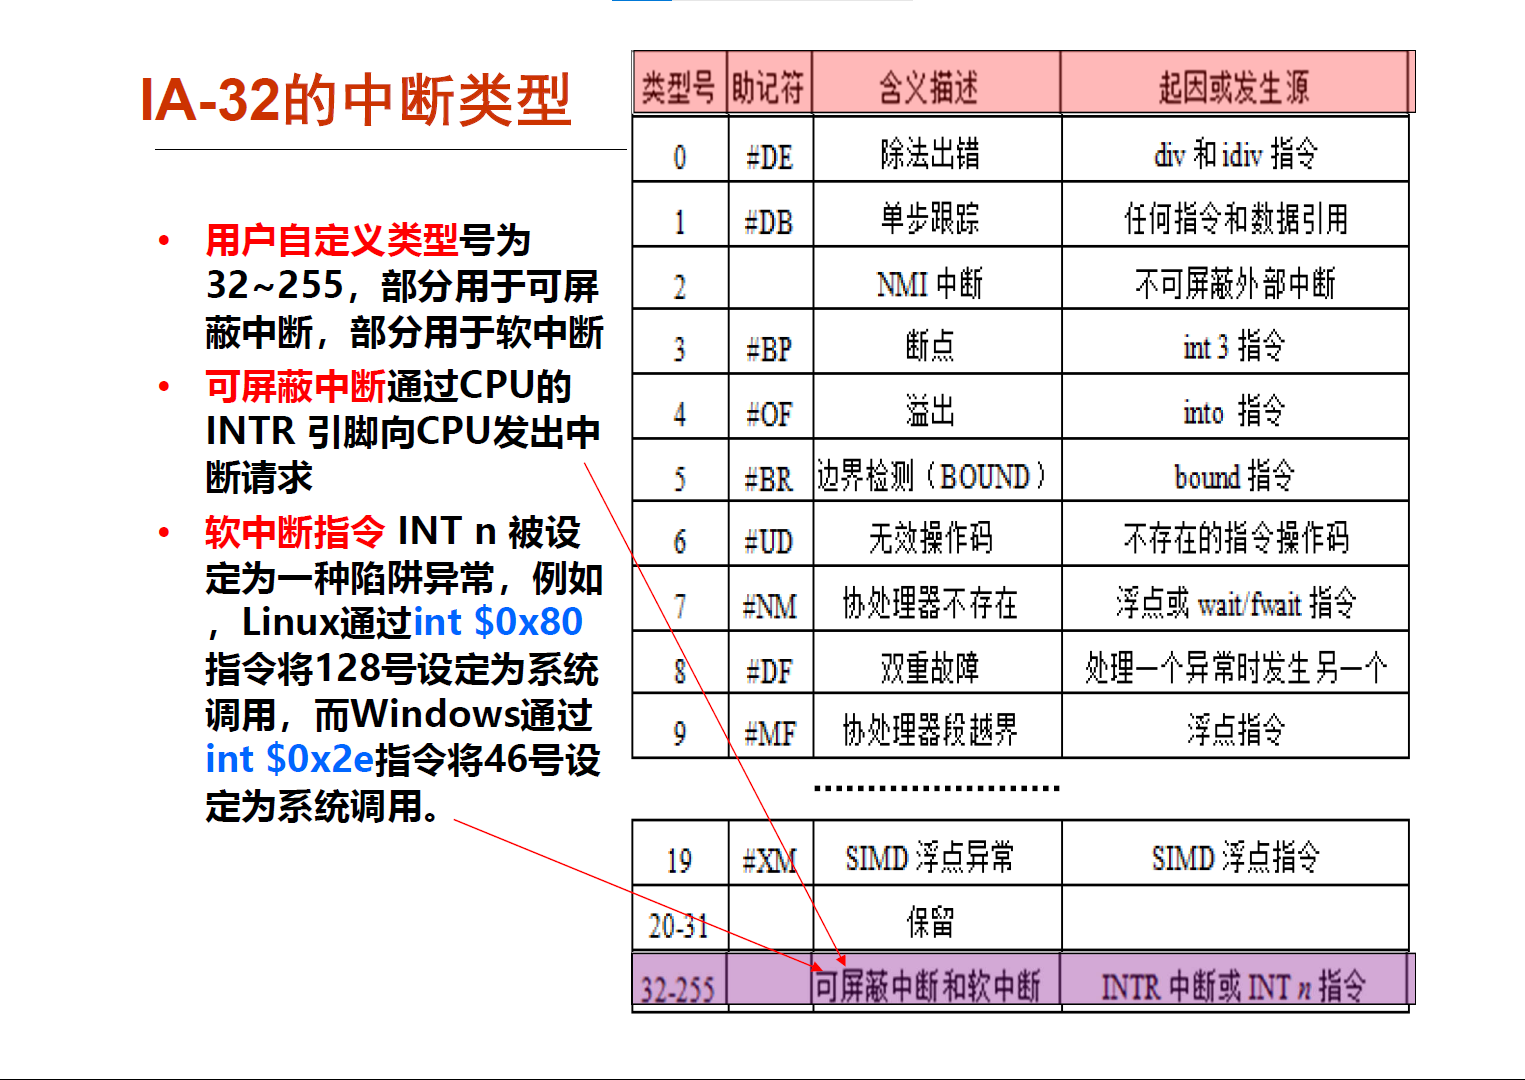 IA-32的中断类型
• 用户自定义类型号为
32~255，部分用于可屏
蔽中断，部分用于软中断
• 可屏蔽中断通过CPU的
INTR 引脚向CPU发出中
断请求
• 软中断指令 INT n 被设
定为一种陷阱异常，例如
，Linux通过int $0x80
指令将128号设定为系统
调用，而Windows通过
int $0x2e指令将46号设
定为系统调用。
类型号 助记符 含义描述 起因或发生源
0 #DE 除法出错 div 和 idiv 指令
1 #DB 单步跟踪 任何指令和数据引用
2 NMI 中断 不可屏蔽外部中断
3 #BP 断点 int 3 指令
4 #OF 溢出 into 指令
5 #BR 边界检测（BOUND） bound 指令
6 #UD 无效操作码 不存在的指令操作码
7 #NM 协处理器不存在 浮点或 wait/fwait 指令
8 #DF 双重故障 处理一个异常时发生另一个
9 #MF 协处理器段越界 浮点指令
……………………
19 #XM SIMD 浮点异常 SIMD 浮点指令
20-31 保留
32-255 可屏蔽中断和软中断 INTR 中断或 INT n 指令